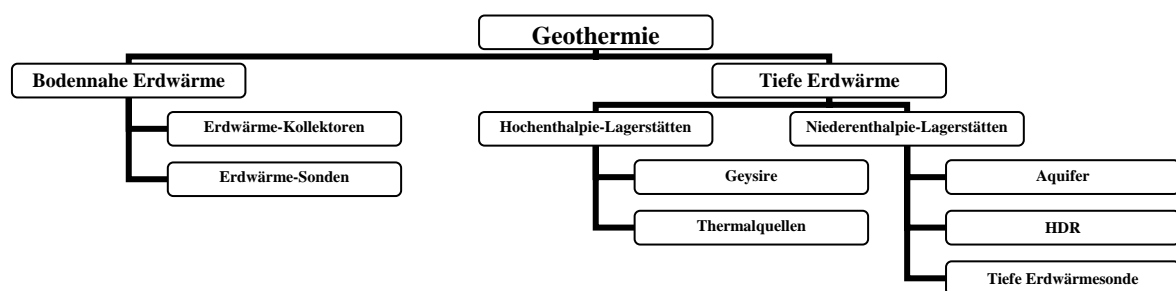 Geothermie
Bodennahe Erdwärme
Tiefe Erdwärme
Erdwärme-Kollektoren
Hochenthalpie-Lagerstätten
Niederenthalpie-Lagerstätten
Erdwärme-Sonden
Geysire
Aquifer
Thermalquellen
HDR
Tiefe Erdwärmesonde